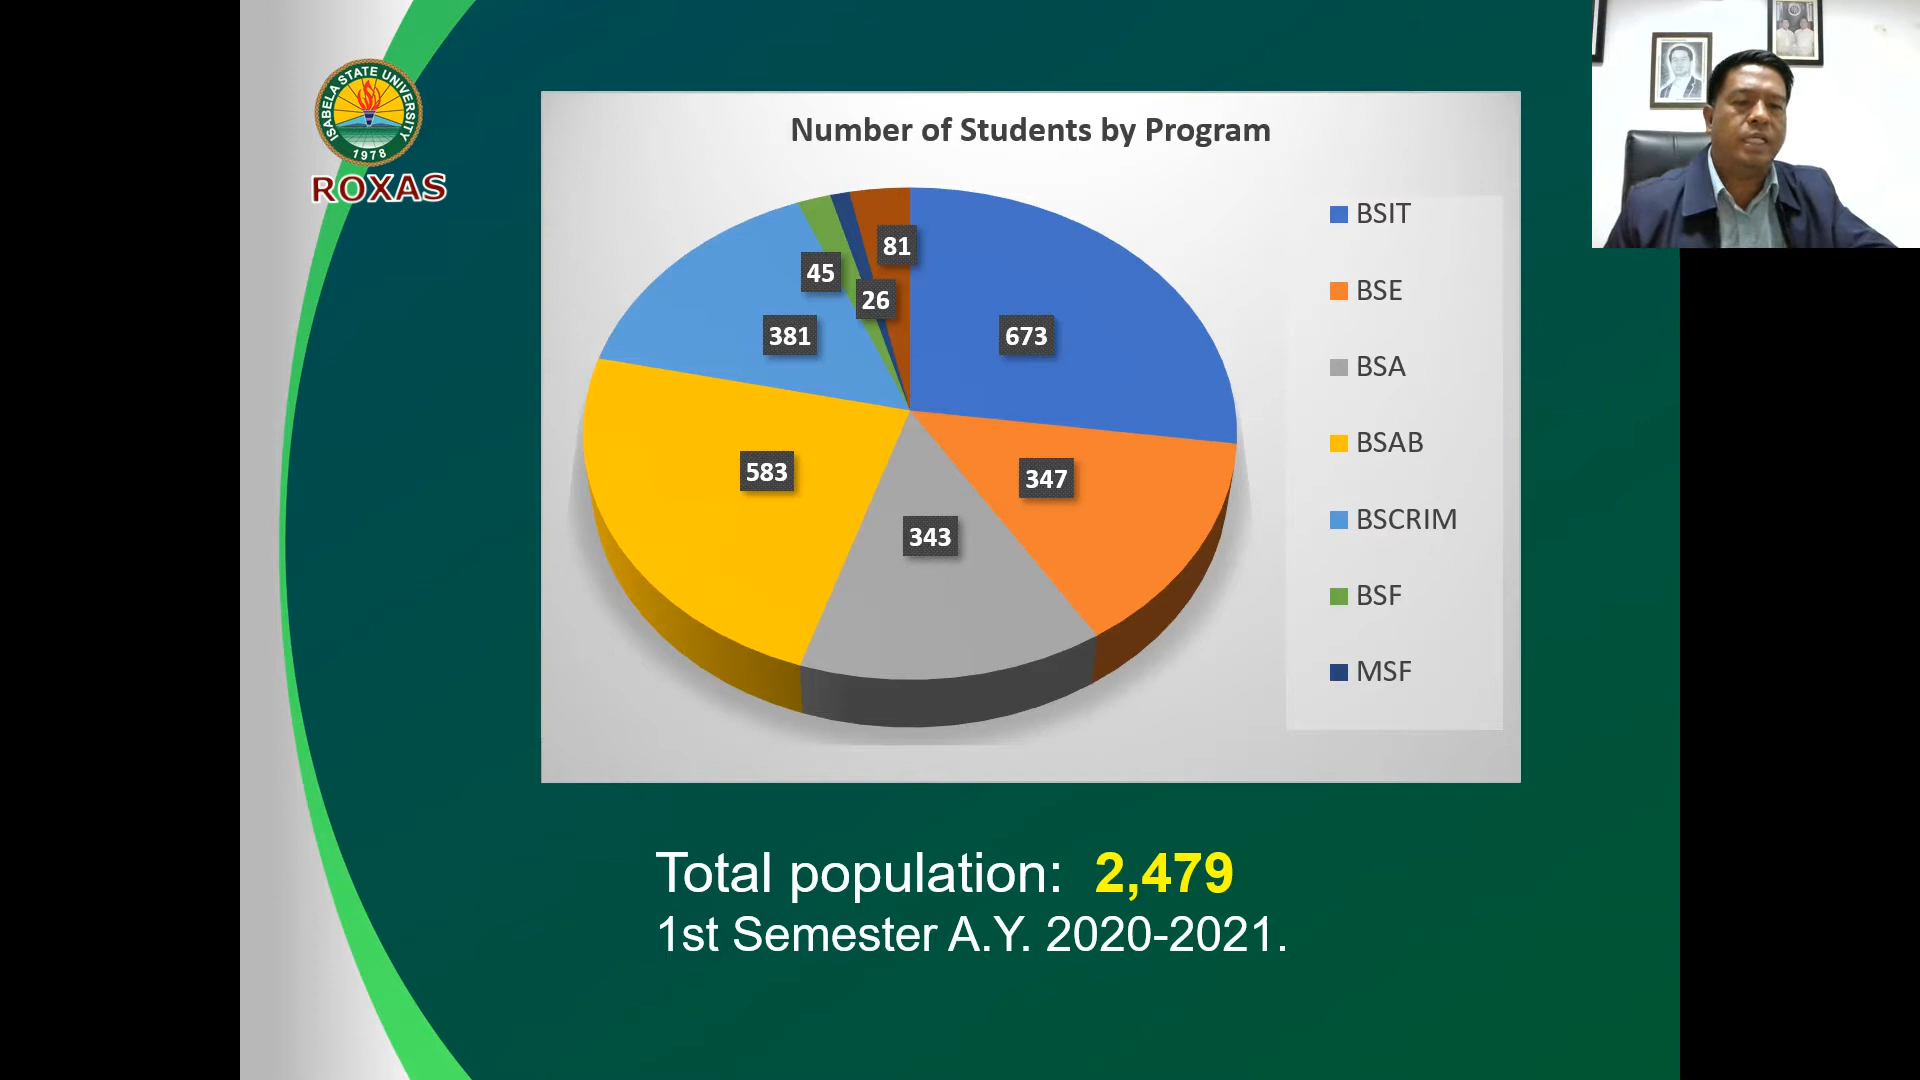 ISABELA STATE UNIVERSITY
1978
ROXAS
Number of Students by Program
81
45
26
381
673
583
347
343
BSIT
BSE
BSA
BSAB
BSCRIM
BSF
MSF
Total population: 2,479
1st Semester A.Y. 2020-2021.